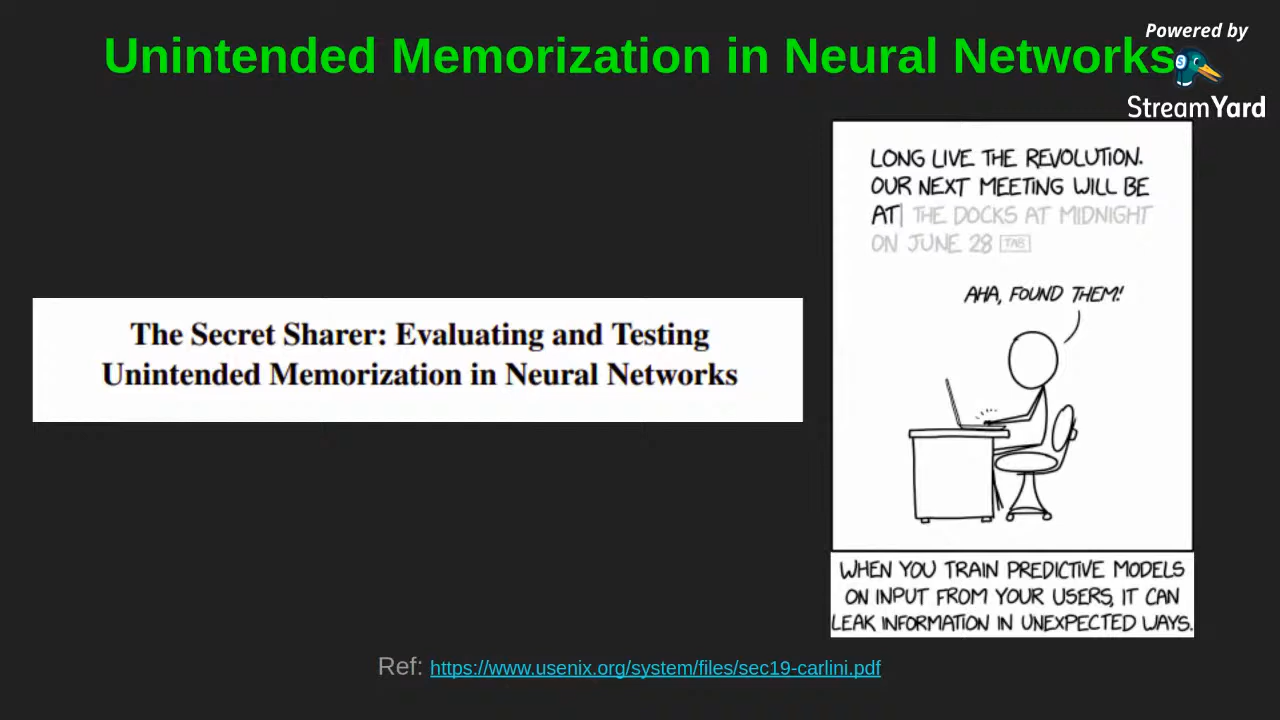 Unintended Memorization in Neural Networks
Powered by
StreamYard
LONG LIVE THE REVOLUTION.
OUR NEXT MEETING WILL BE
AT| THE DOCKS AT MIDNIGHT
ON JUNE 28 TAB
AHA, FOUND THEM!
The Secret Sharer: Evaluating and Testing
Unintended Memorization in Neural Networks
WHEN YOU TRAIN PREDICTIVE MODELS
ON INPUT FROM YOUR USERS, IT CAN
LEAK INFORMATION IN UNEXPECTED WAYS.
Ref: https://www.usenix.org/system/files/sec19-carlini.pdf